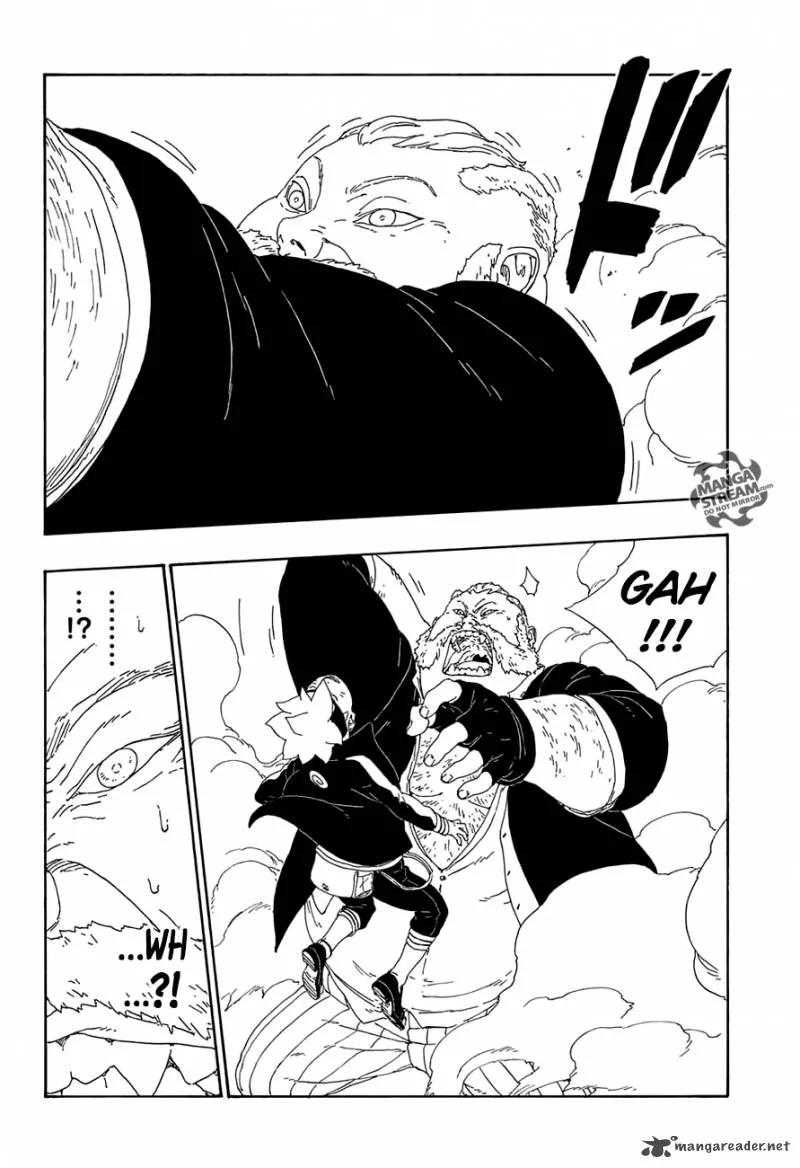 ドドッ
GAH
!!!
………
…!?
…WH
…?!
MANGA
STREAM.com
DO NOT MIRROR
mangareader.net